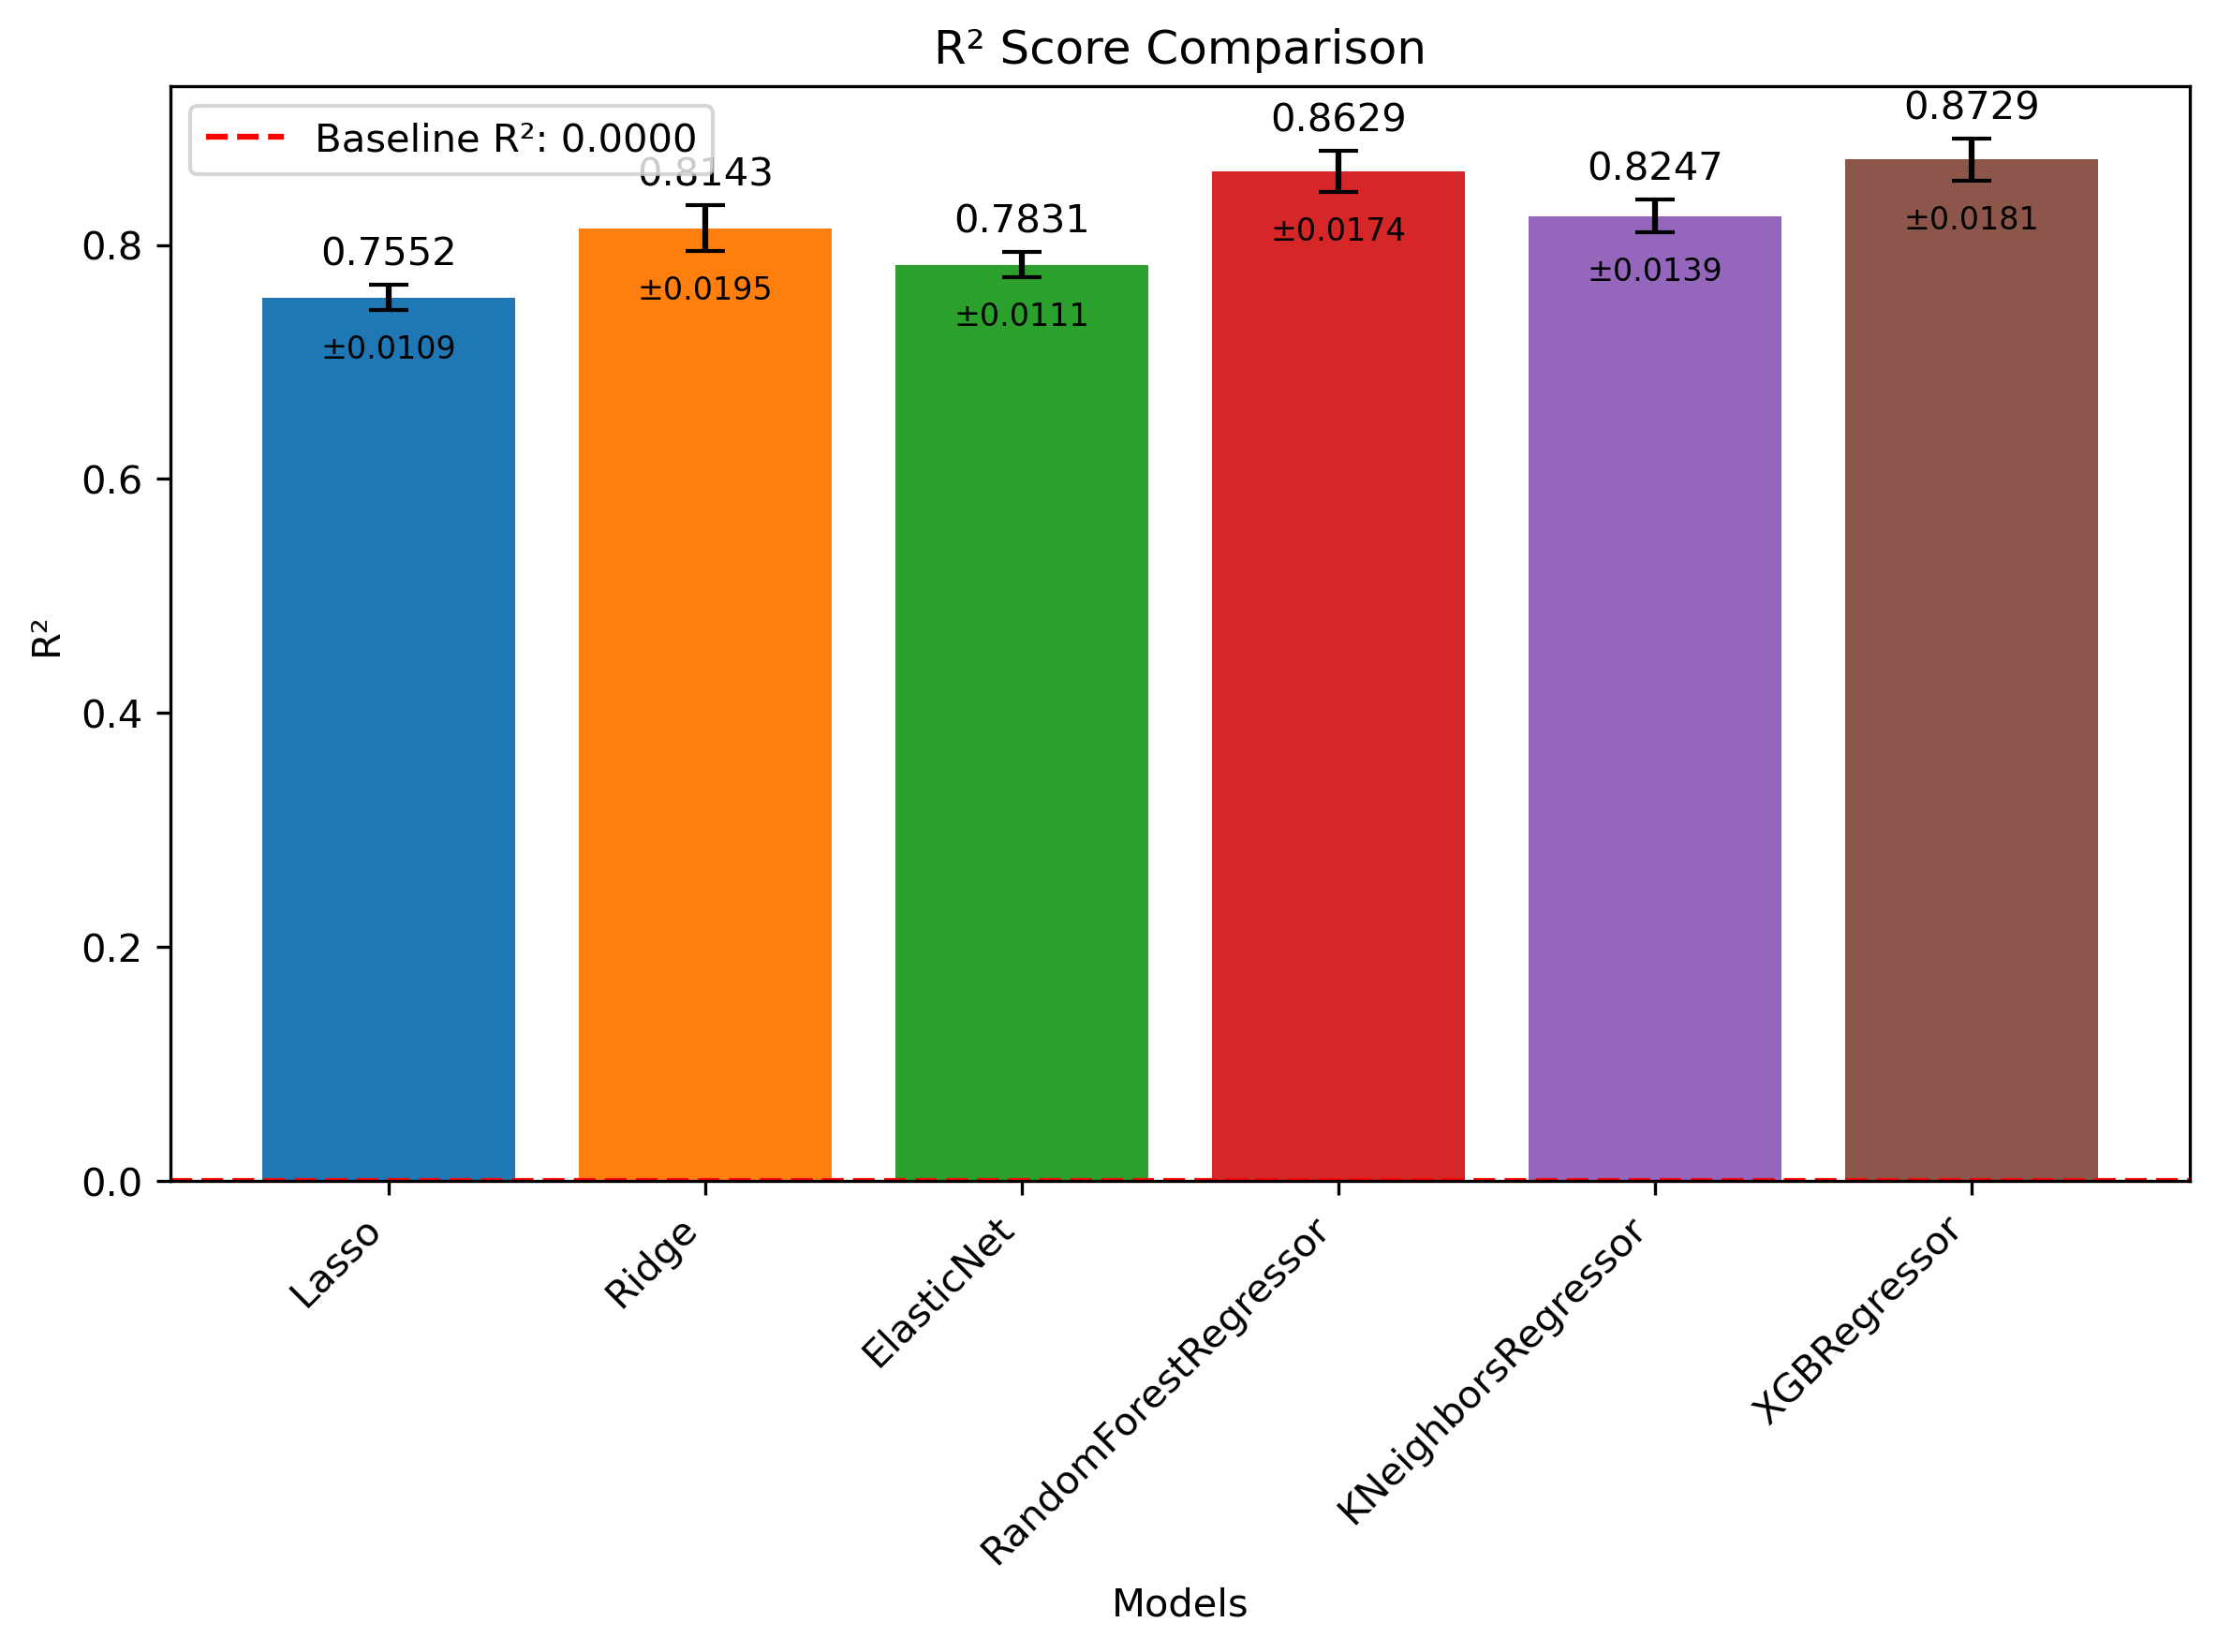 R² Score Comparison
Baseline R²: 0.0000
0.7552
±0.0109
0.8143
±0.0195
0.7831
±0.0111
0.8629
±0.0174
0.8247
±0.0139
0.8729
±0.0181
R²
0.8
0.6
0.4
0.2
0.0
Lasso
Ridge
ElasticNet
RandomForestRegressor
KNeighborsRegressor
XGBRegressor
Models